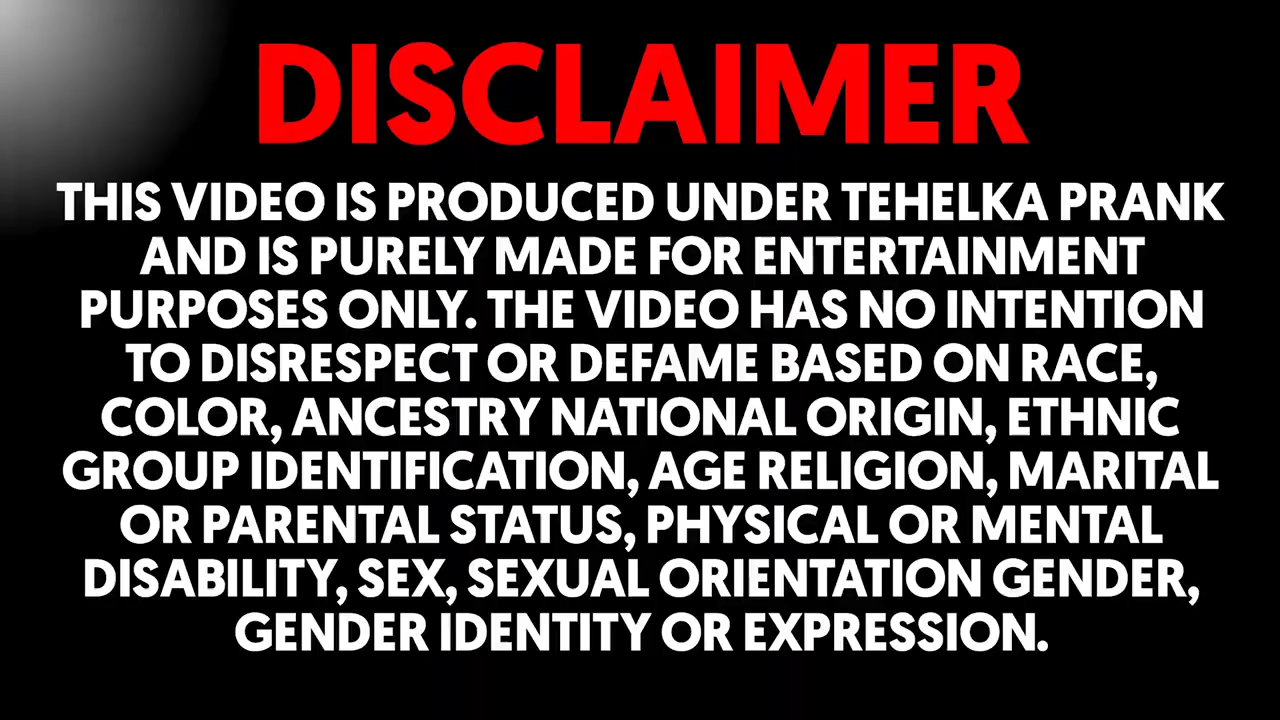 DISCLAIMER
THIS VIDEO IS PRODUCED UNDER TEHELKA PRANK
AND IS PURELY MADE FOR ENTERTAINMENT
PURPOSES ONLY. THE VIDEO HAS NO INTENTION
TO DISRESPECT OR DEFAME BASED ON RACE,
COLOR, ANCESTRY NATIONAL ORIGIN, ETHNIC
GROUP IDENTIFICATION, AGE RELIGION, MARITAL
OR PARENTAL STATUS, PHYSICAL OR MENTAL
DISABILITY, SEX, SEXUAL ORIENTATION GENDER,
GENDER IDENTITY OR EXPRESSION.